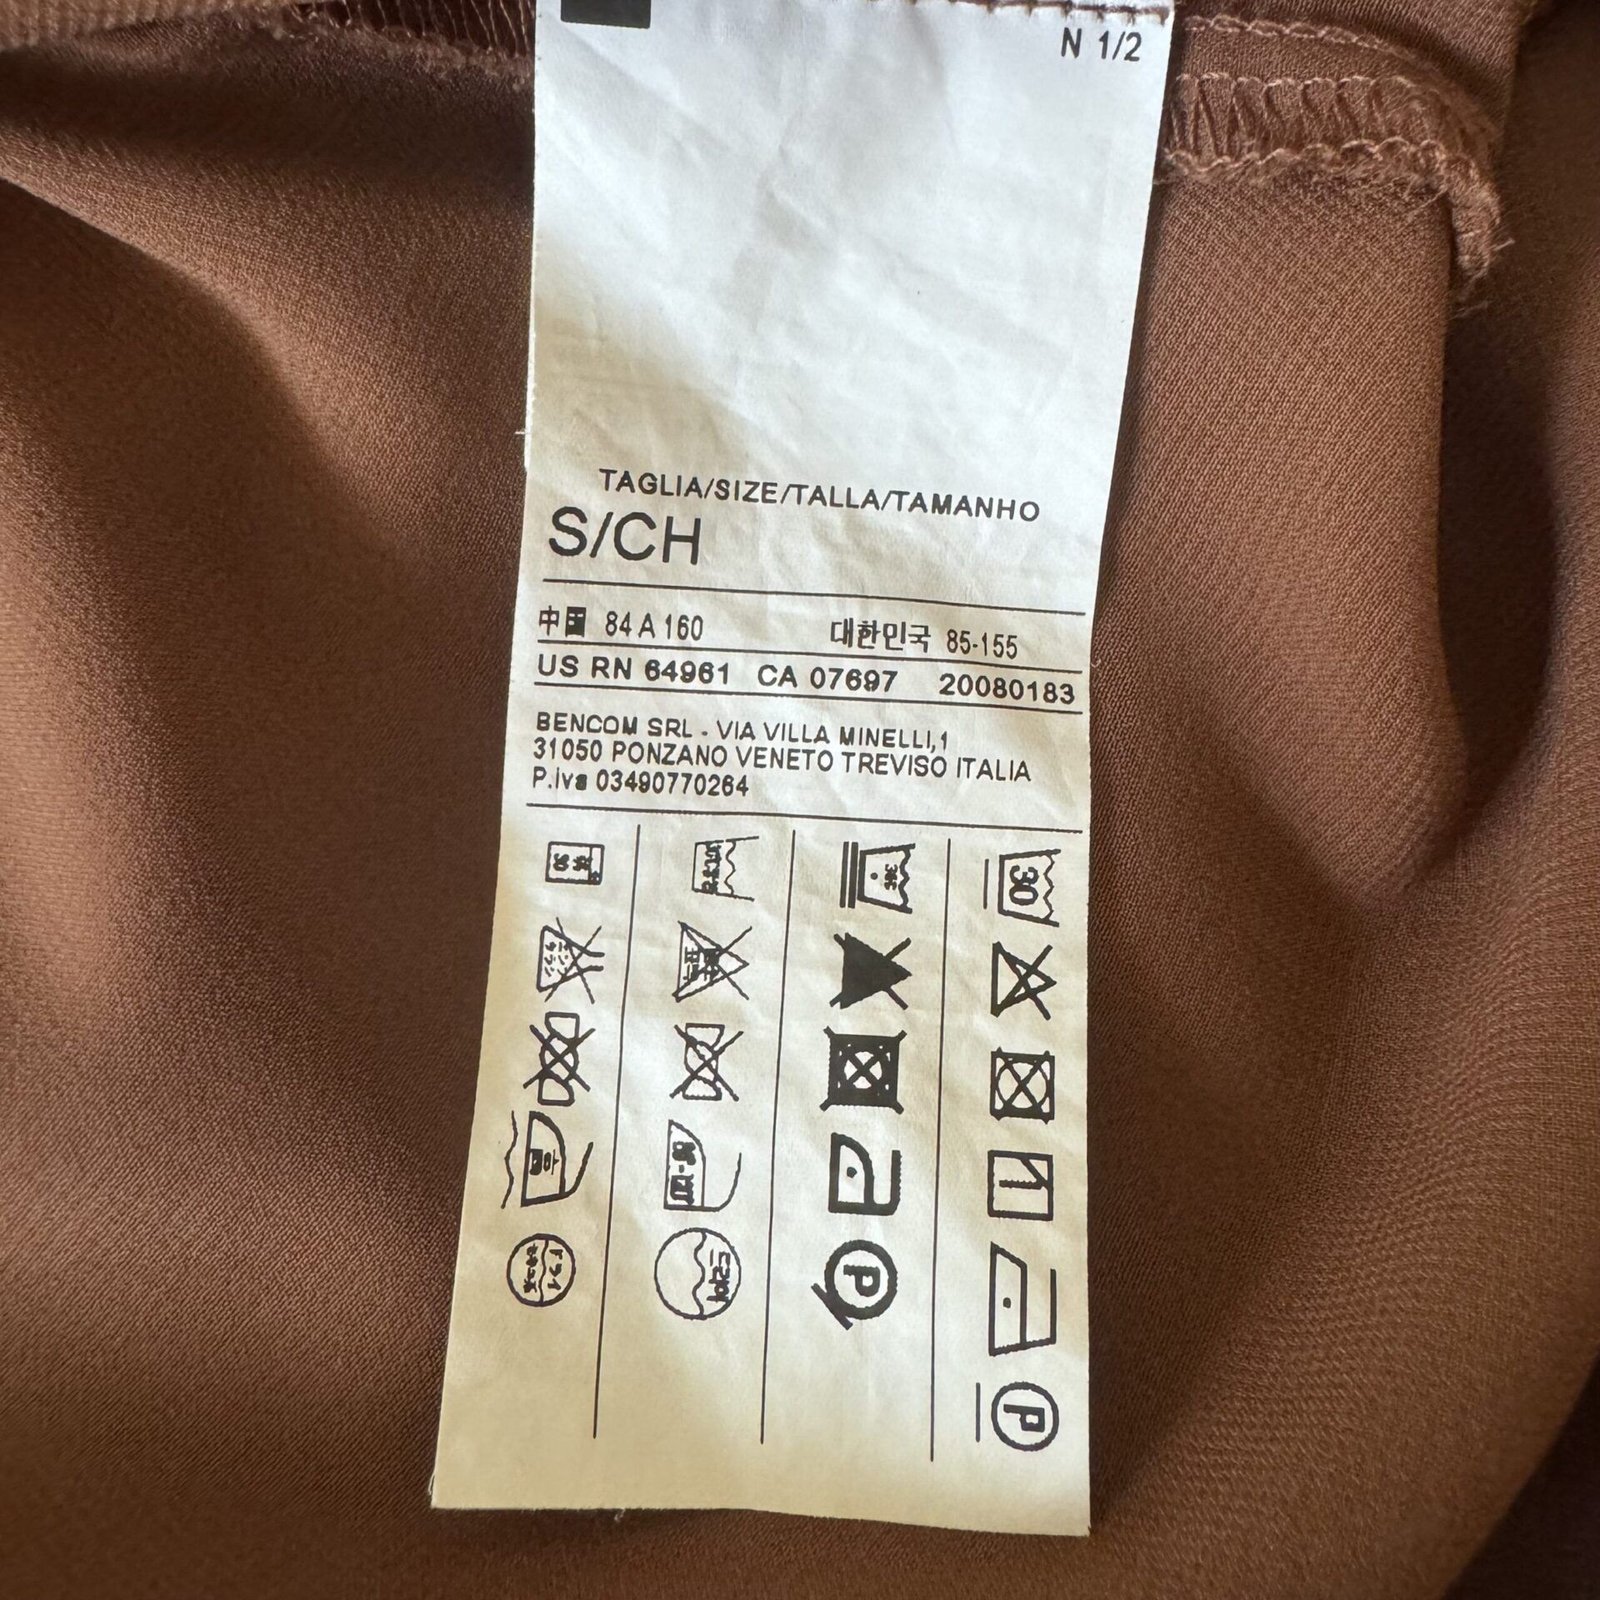 N 1/2
TAGLIA/SIZE/TALLA/TAMANHO
S/CH
中国 84 A 160 대한민국 85-155
US RN 64961 CA 07697 20080183
BENCOM SRL - VIA VILLA MINELLI,1
31050 PONZANO VENETO TREVISO ITALIA
P.iva 03490770264
30
P
P